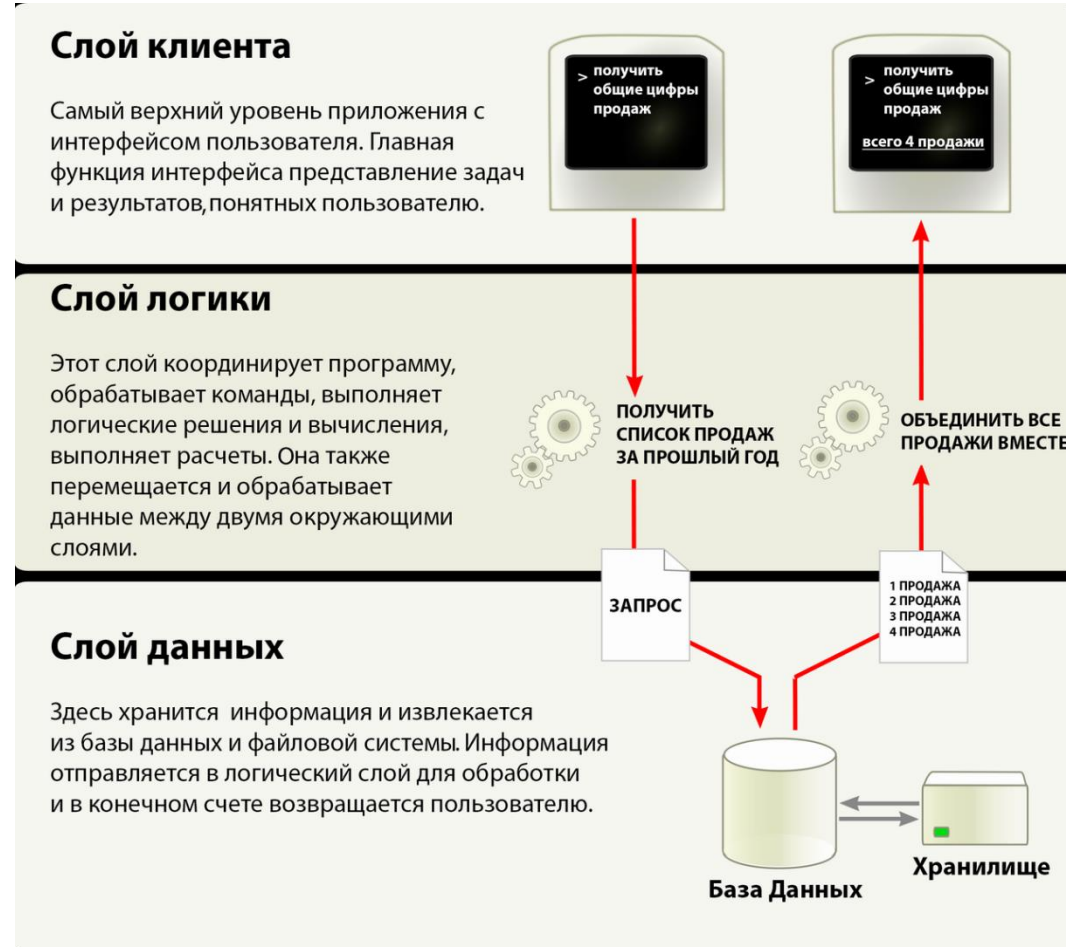 Слой клиента
Самый верхний уровень приложения с
интерфейсом пользователя. Главная
функция интерфейса представление задач
и результатов,понятных пользователю.
> получить
общие цифры
продаж
> получить
общие цифры
продаж
всего 4 продажи
Слой логики
Этот слой координирует программу,
обрабатывает команды, выполняет
логические решения и вычисления,
выполняет расчеты. Она также
перемещается и обрабатывает
данные между двумя окружающими
слоями.
ПОЛУЧИТЬ
СПИСОК ПРОДАЖ
ЗА ПРОШЛЫЙ ГОД
ОБЪЕДИНИТЬ ВСЕ
ПРОДАЖИ ВМЕСТЕ
ЗАПРОС
1 ПРОДАЖА
2 ПРОДАЖА
3 ПРОДАЖА
4 ПРОДАЖА
Слой данных
Здесь хранится информация и извлекается
из базы данных и файловой системы. Информация
отправляется в логический слой для обработки
и в конечном счете возвращается пользователю.
База Данных
Хранилище